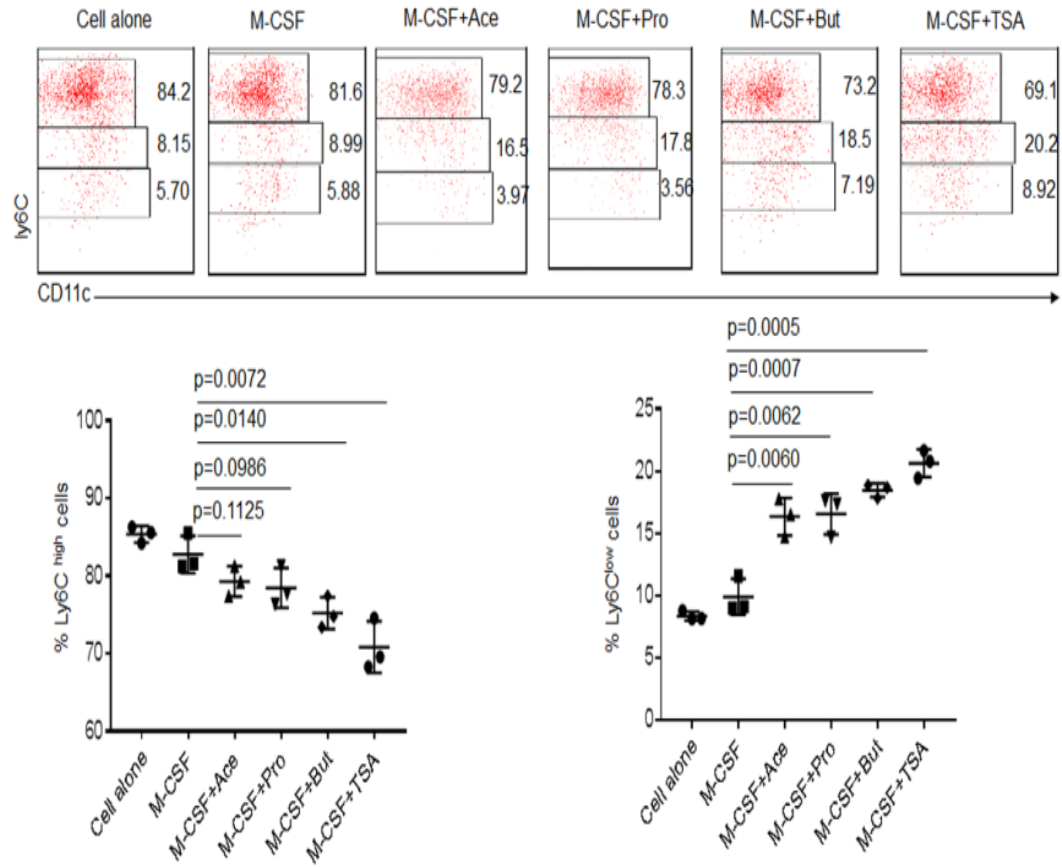 Cell alone M-CSF M-CSF+Ace M-CSF+Pro M-CSF+But M-CSF+TSA
84.2 81.6 79.2 78.3 73.2 69.1
8.15 8.99 16.5 17.8 18.5 20.2
5.70 5.88 3.97 3.56 7.19 8.92
ly6C
CD11c
p=0.0072
p=0.0140
p=0.0986
p=0.1125
100
90
80
70
60
% Ly6C high cells
Cell alone M-CSF M-CSF+Ace M-CSF+Pro M-CSF+But M-CSF+TSA
p=0.0005
p=0.0007
p=0.0062
p=0.0060
25
20
15
10
5
0
% Ly6Clow cells
Cell alone M-CSF M-CSF+Ace M-CSF+Pro M-CSF+But M-CSF+TSA